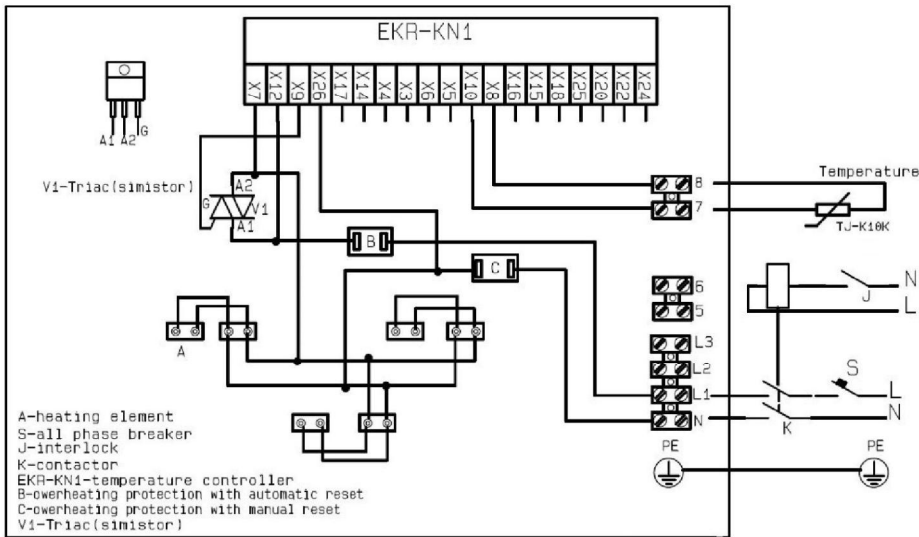 EKR-KN1
X7 X12 X9 X26 X17 X14 X4 X3 X6 X5 X10 X8 X16 X15 X18 X25 X20 X22 X24
A1 A2 G
V1-Triac(simistor)
A2
G
V1
A1
B
C
A
8
7
6
5
L3
L2
L1
N
PE
Temperature
TJ-K10K
J
N
L
S
L
N
K
PE
A-heating element
S-all phase breaker
J-interlock
K-contactor
EKR-KN1-temperature controller
B-owerheating protection with automatic reset
C-owerheating protection with manual reset
V1-Triac(simistor)